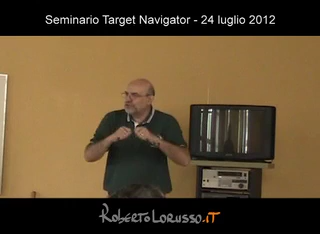 Seminario Target Navigator - 24 luglio 2012
RobertoLorusso.iT